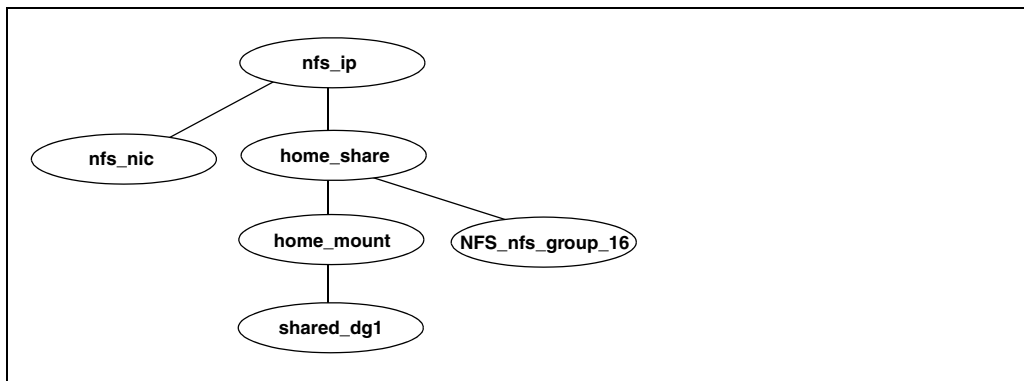 nfs_ip
nfs_nic
home_share
home_mount
NFS_nfs_group_16
shared_dg1